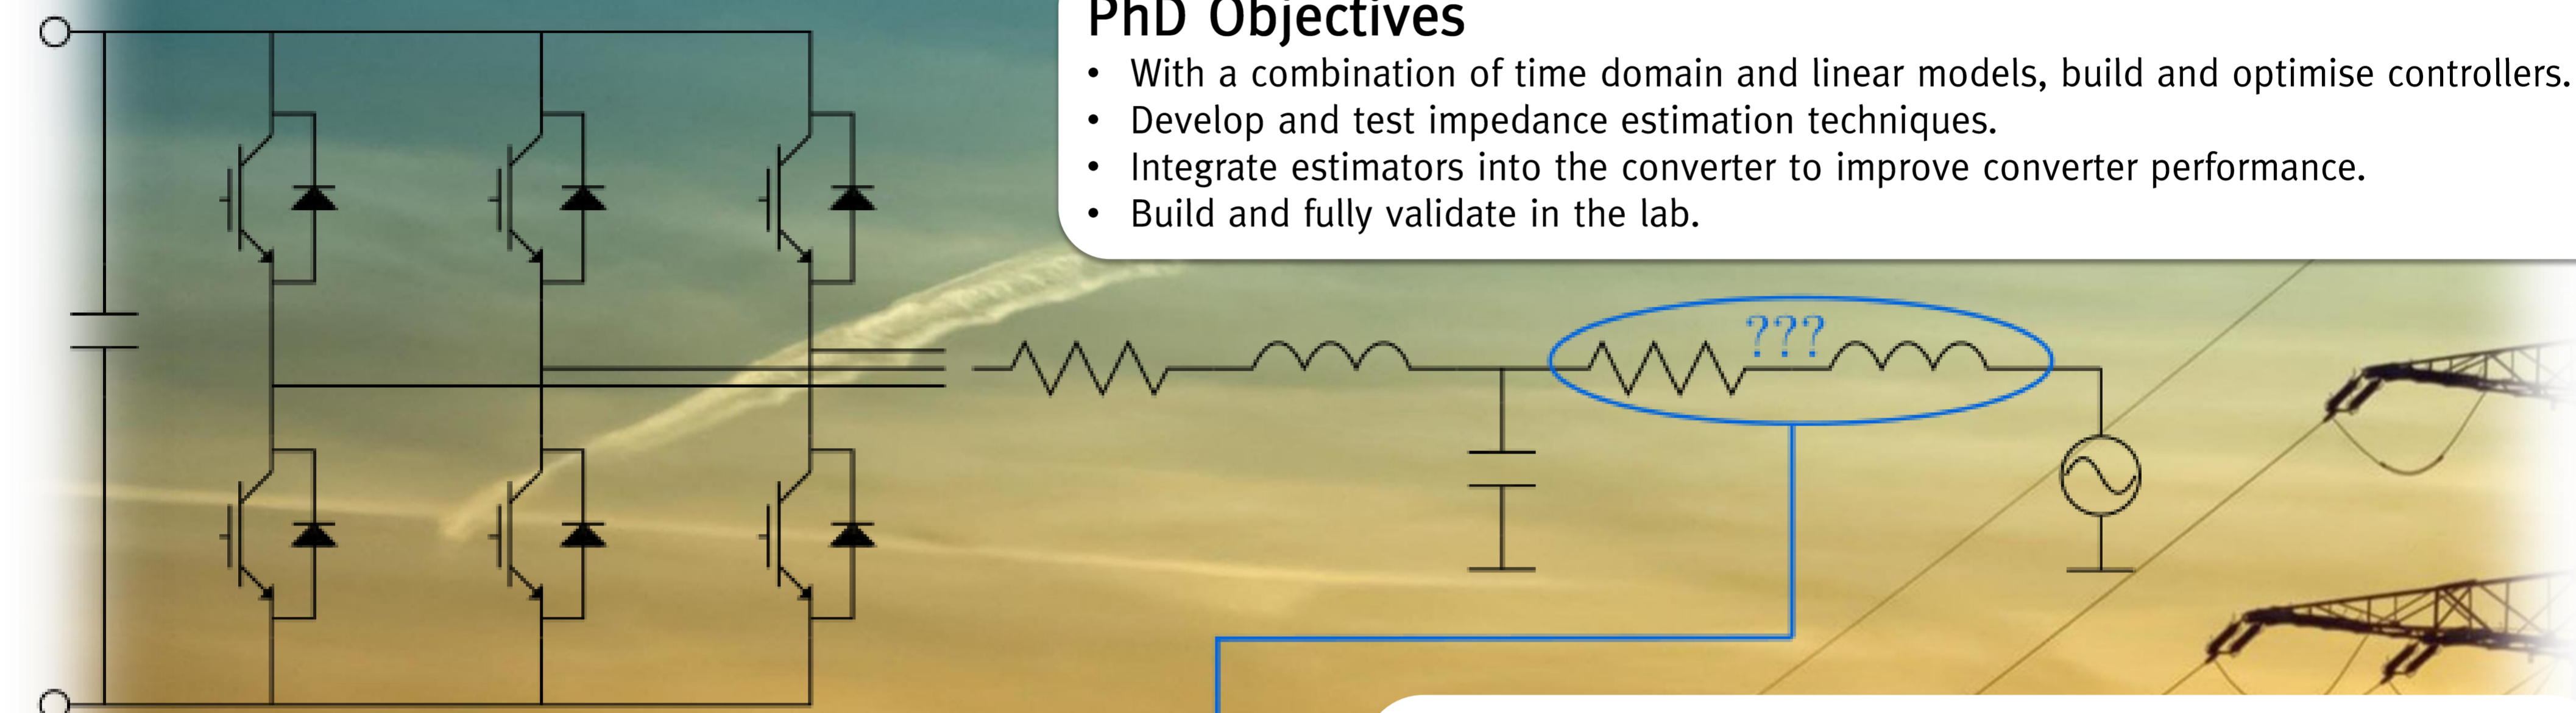 PhD Objectives
• With a combination of time domain and linear models, build and optimise controllers.
• Develop and test impedance estimation techniques.
• Integrate estimators into the converter to improve converter performance.
• Build and fully validate in the lab.
???